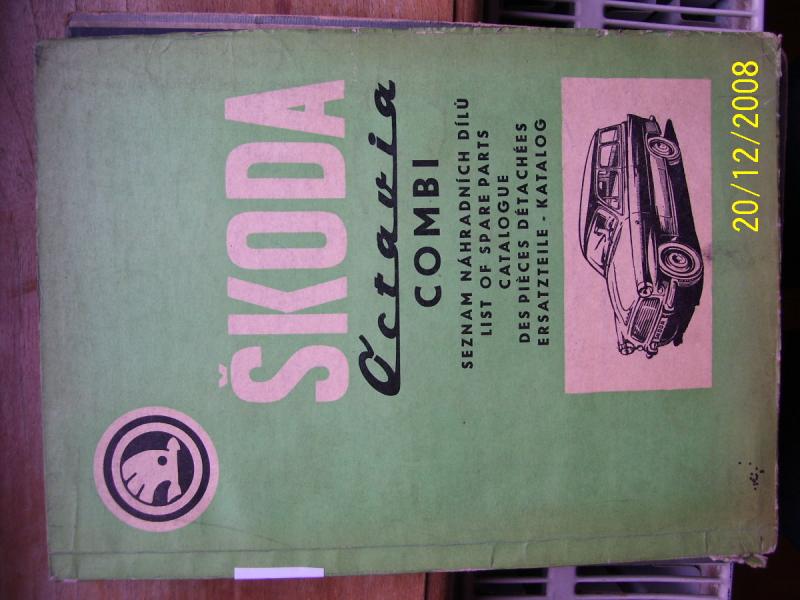 ŠKODA
Octavia
COMBI
SEZNAM NÁHRADNÍCH DÍLŮ
LIST OF SPARE PARTS
CATALOGUE
DES PIÈCES DÉTACHÉES
ERSATZTEILE - KATALOG
ŠKODA
20/12/2008